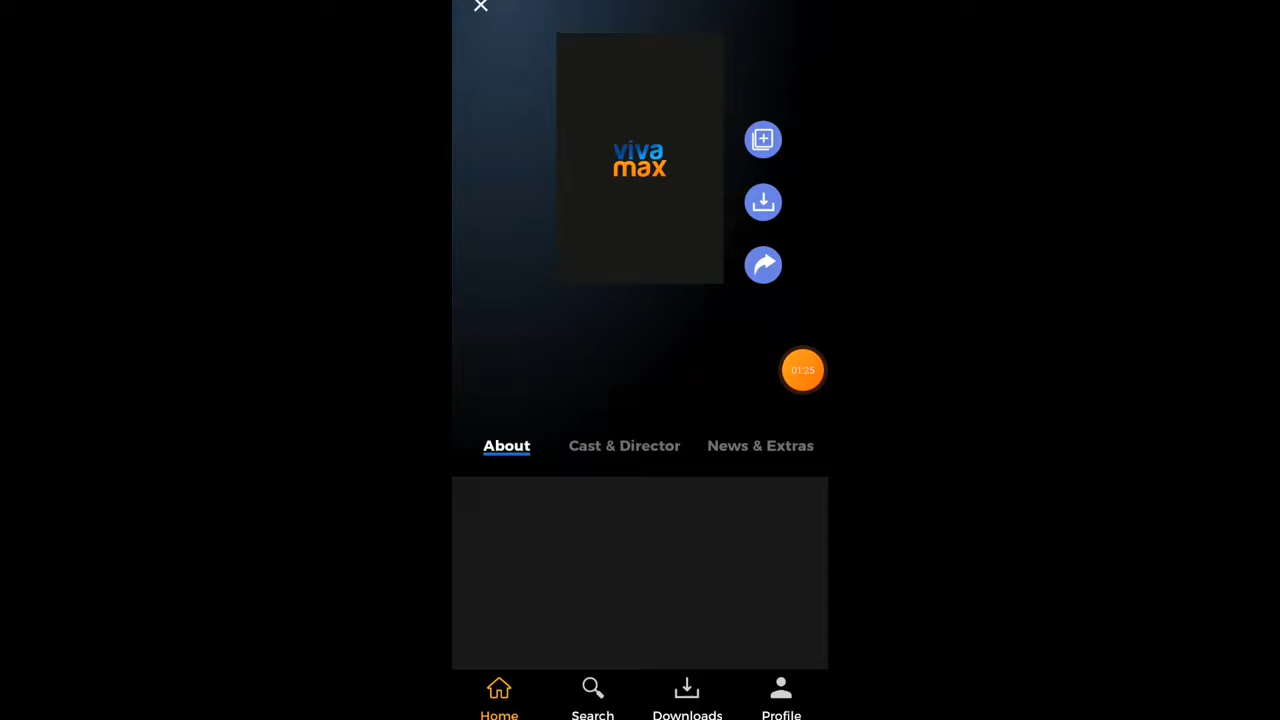 viva
max
01:25
About Cast & Director News & Extras
Home Search Downloads Profile